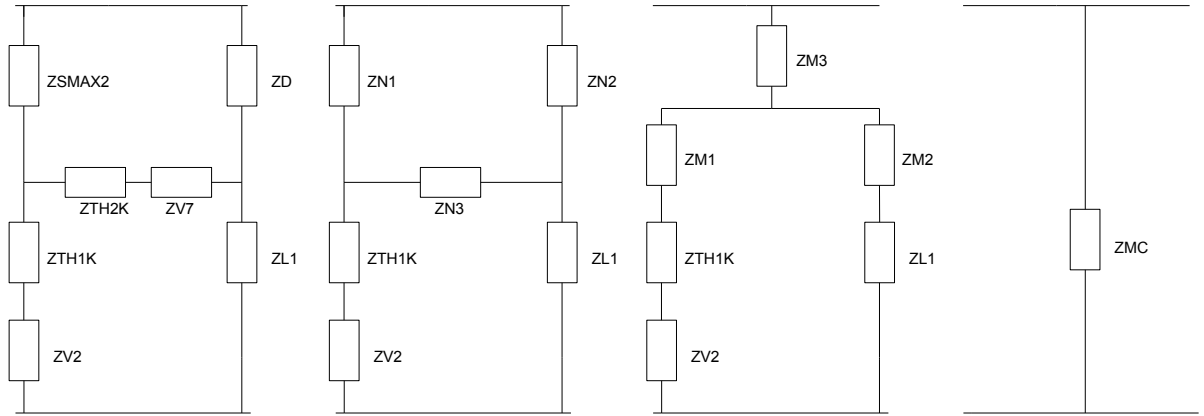 ZSMAX2
ZD
ZTH2K
ZV7
ZTH1K
ZL1
ZV2
ZN1
ZN2
ZN3
ZTH1K
ZL1
ZV2
ZM3
ZM1
ZM2
ZTH1K
ZL1
ZV2
ZMC